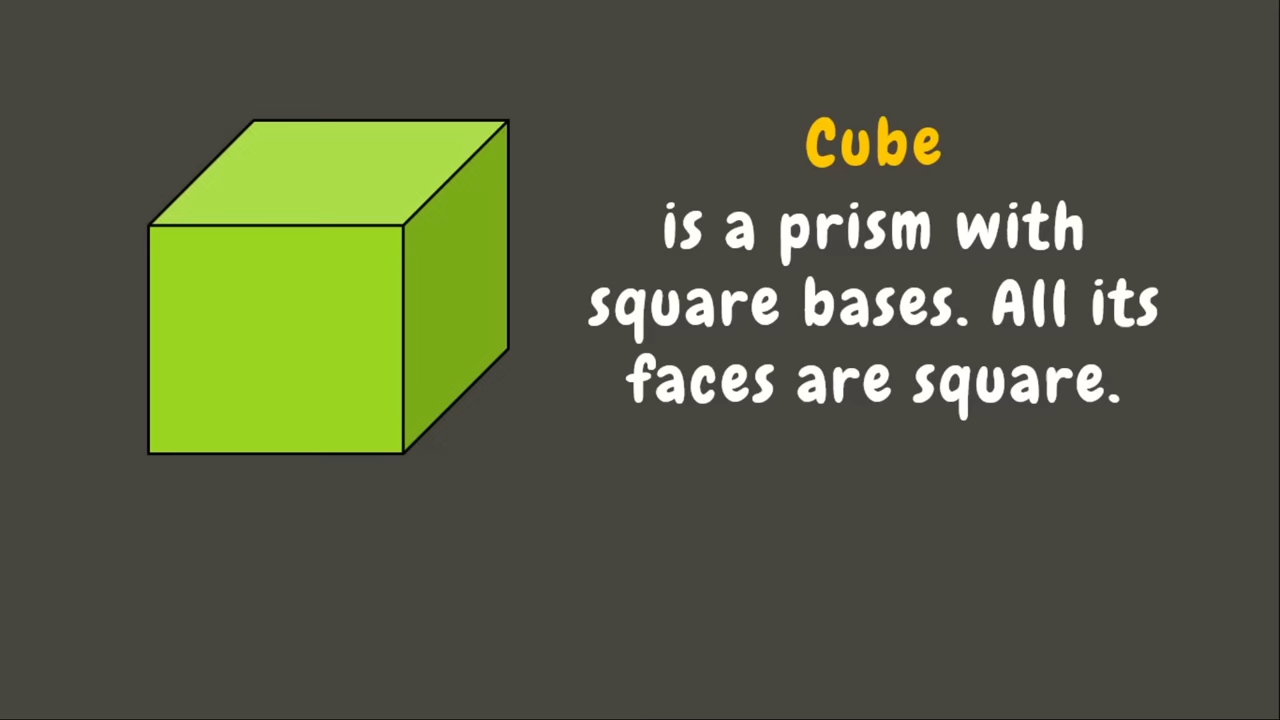 Cube
is a prism with
square bases. All its
faces are square.